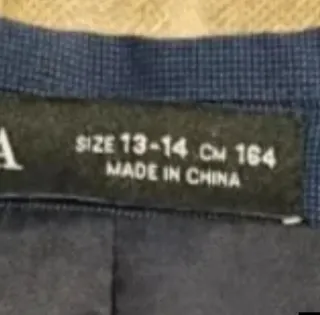 A
SIZE 13-14 CM 164
MADE IN CHINA